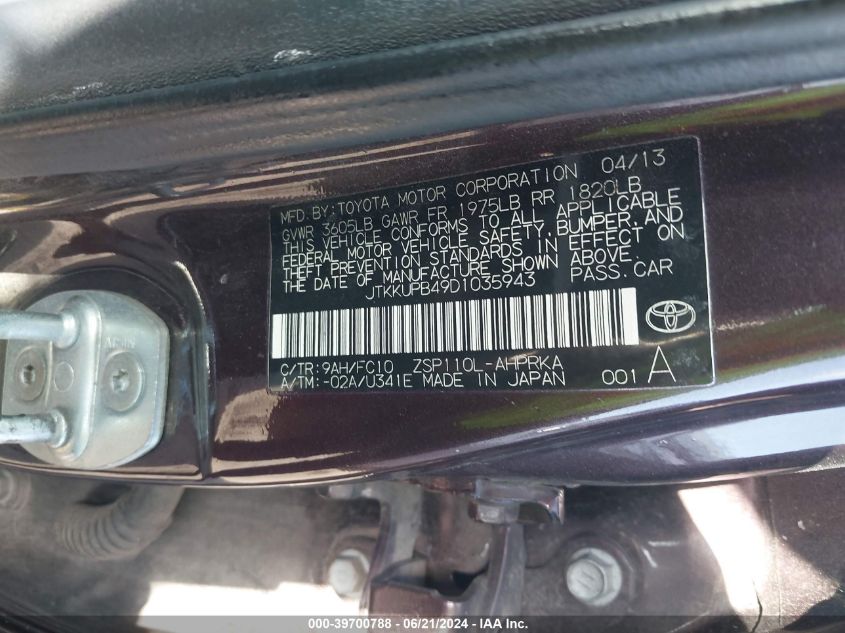 MFD.BY:TOYOTA MOTOR CORPORATION 04/13
GVWR 3605LB GAWR FR 1975LB RR 1820LB
THIS VEHICLE CONFORMS TO ALL APPLICABLE
FEDERAL MOTOR VEHICLE SAFETY, BUMPER, AND
THEFT PREVENTION STANDARDS IN EFFECT ON
THE DATE OF MANUFACTURE SHOWN ABOVE.
JTKKUPB49D1035943 PASS.CAR
C/TR:9AH/FC10 ZSP110L-AHPRKA
A/TM:-02A/U341E MADE IN JAPAN 001 A
000-39700788 - 06/21/2024 - IAA Inc.